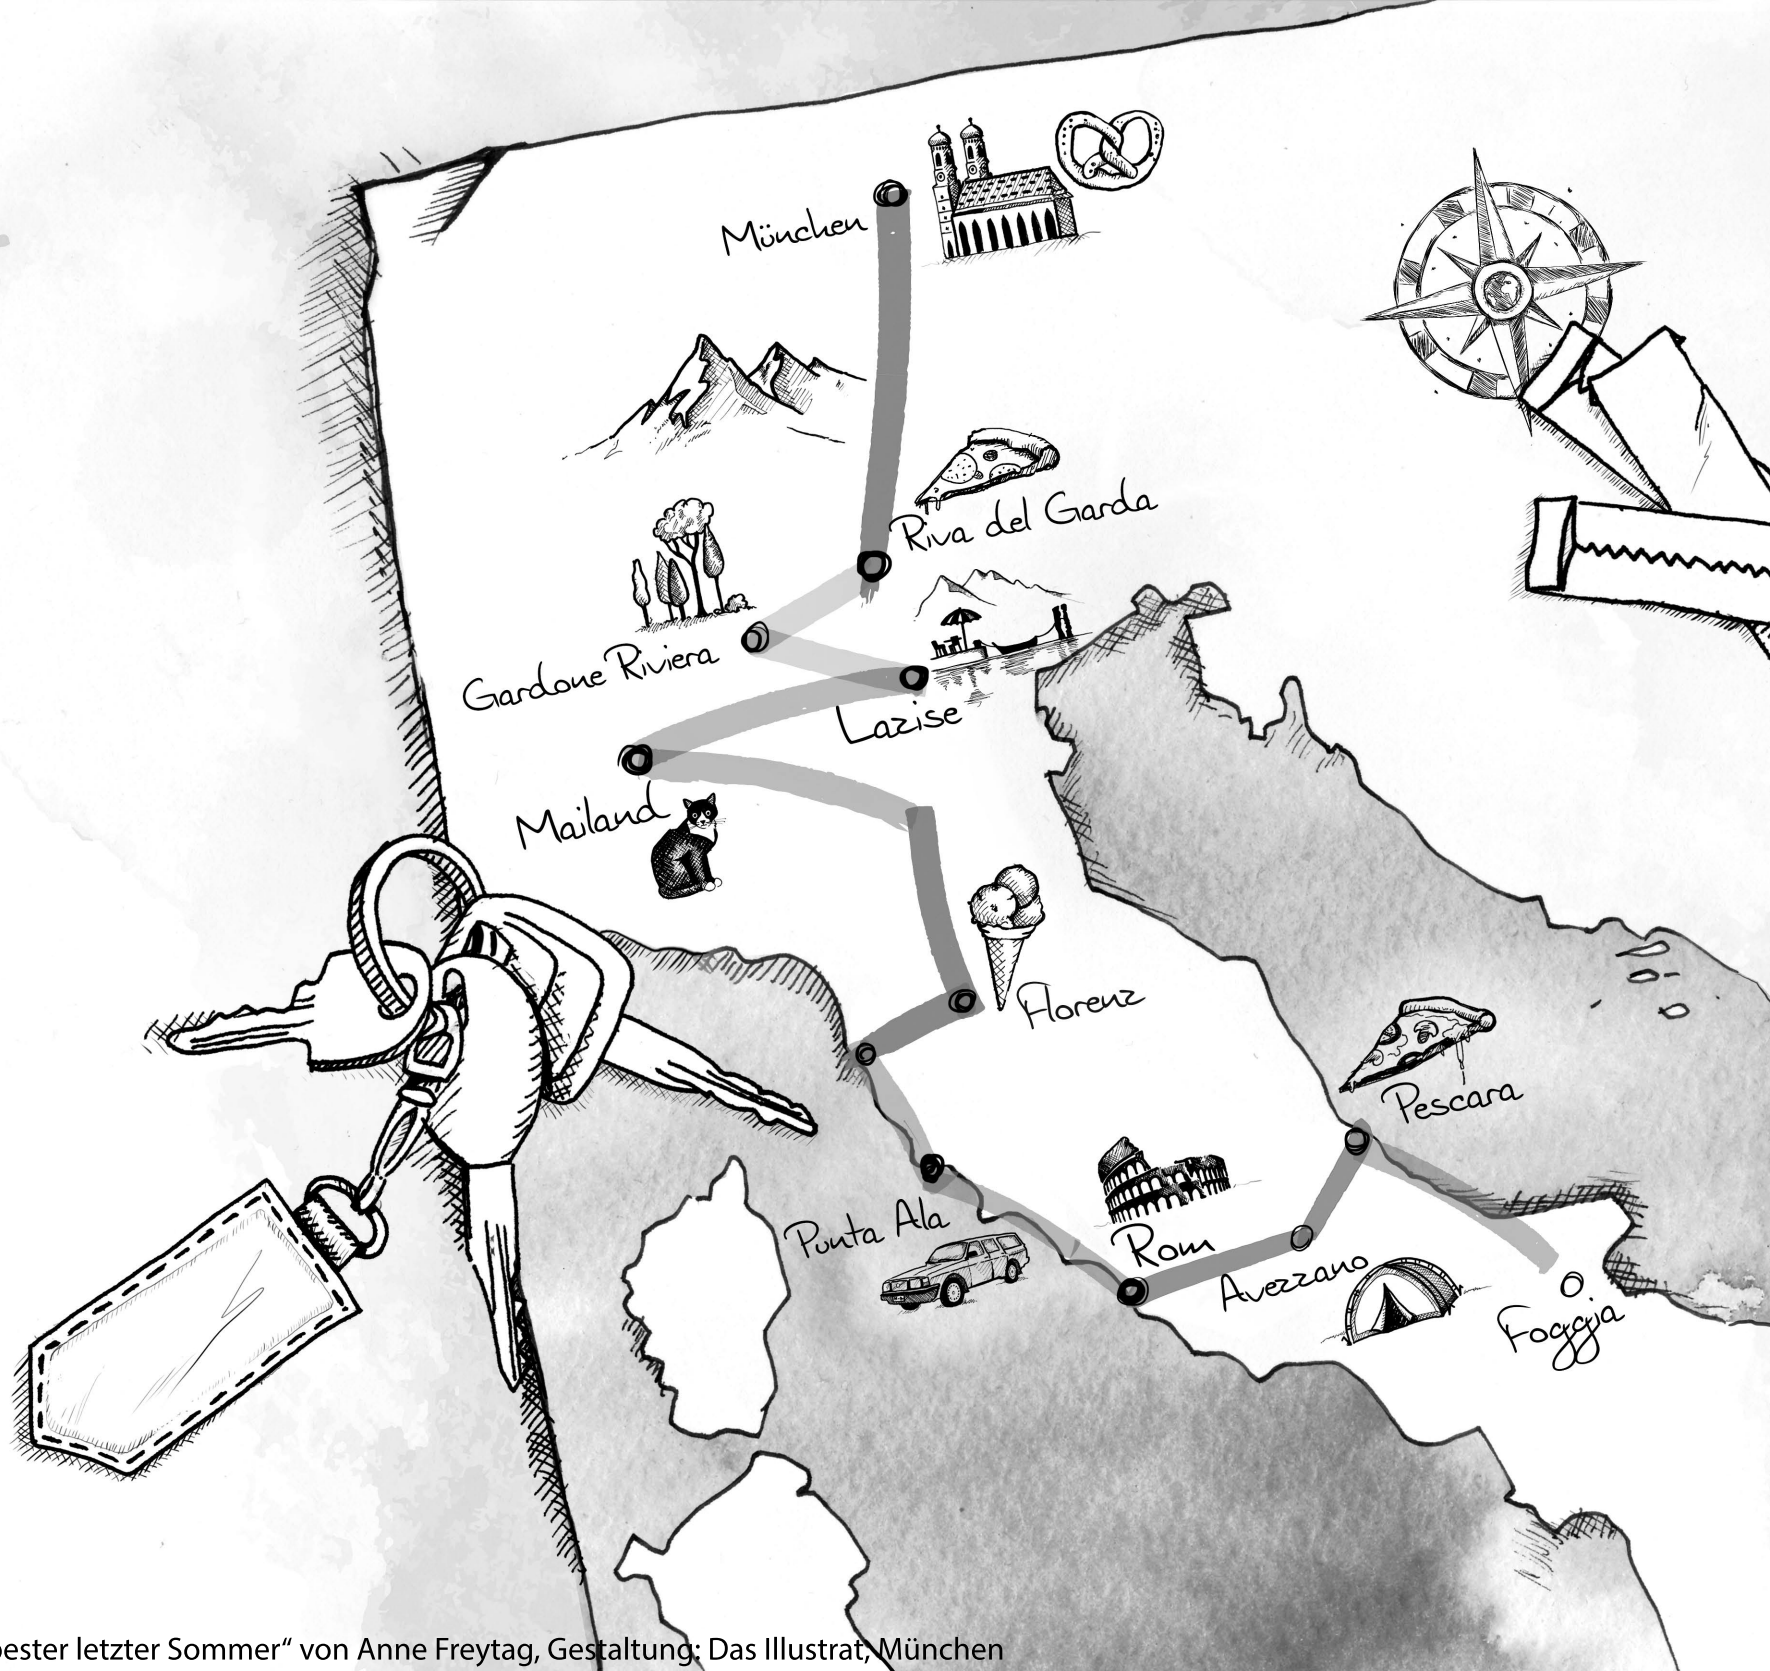 München
Riva del Garda
Gardone Riviera
Lazise
Mailand
Florenz
Pescara
Punta Ala
Rom
Avezzano
Foggja
bester letzter Sommer“ von Anne Freytag, Gestaltung: Das Illustrat, München